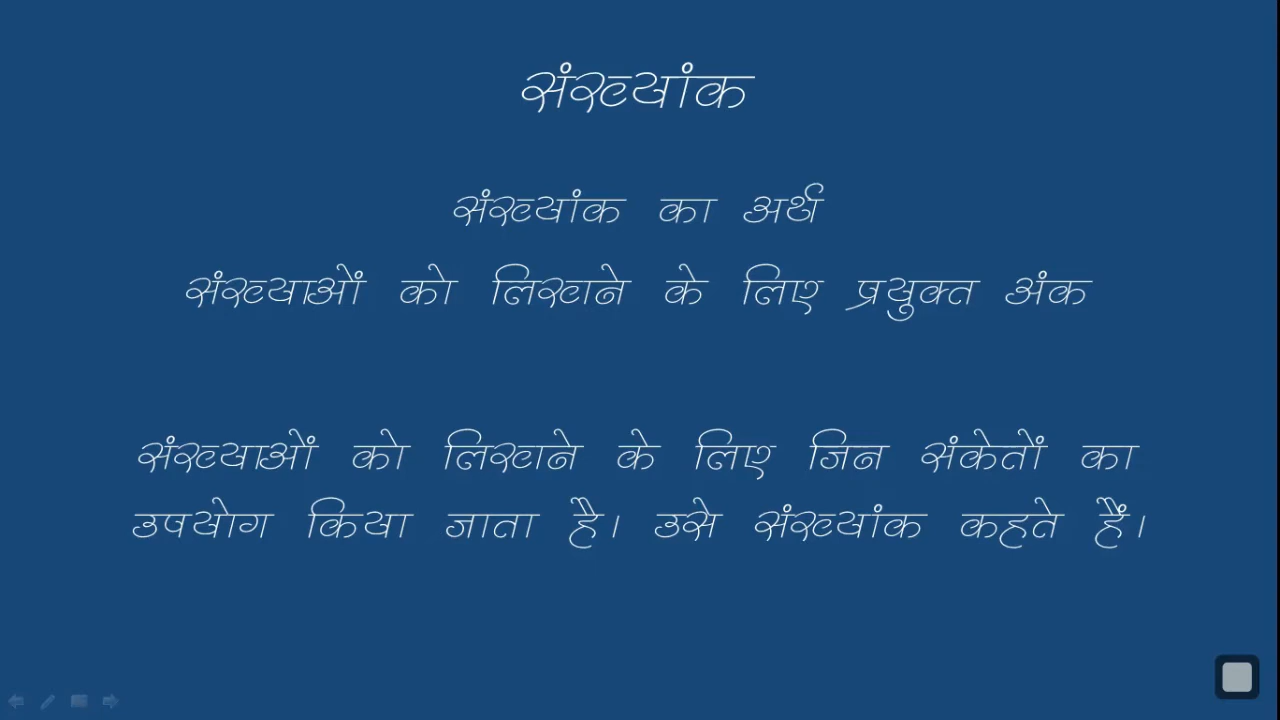 संख्यांक
संख्यांक का अर्थ
संख्याओं को लिखने के लिए प्रयुक्त अंक
संख्याओं को लिखने के लिए जिन संकेतों का
उपयोग किया जाता है। उसे संख्यांक कहते हैं।